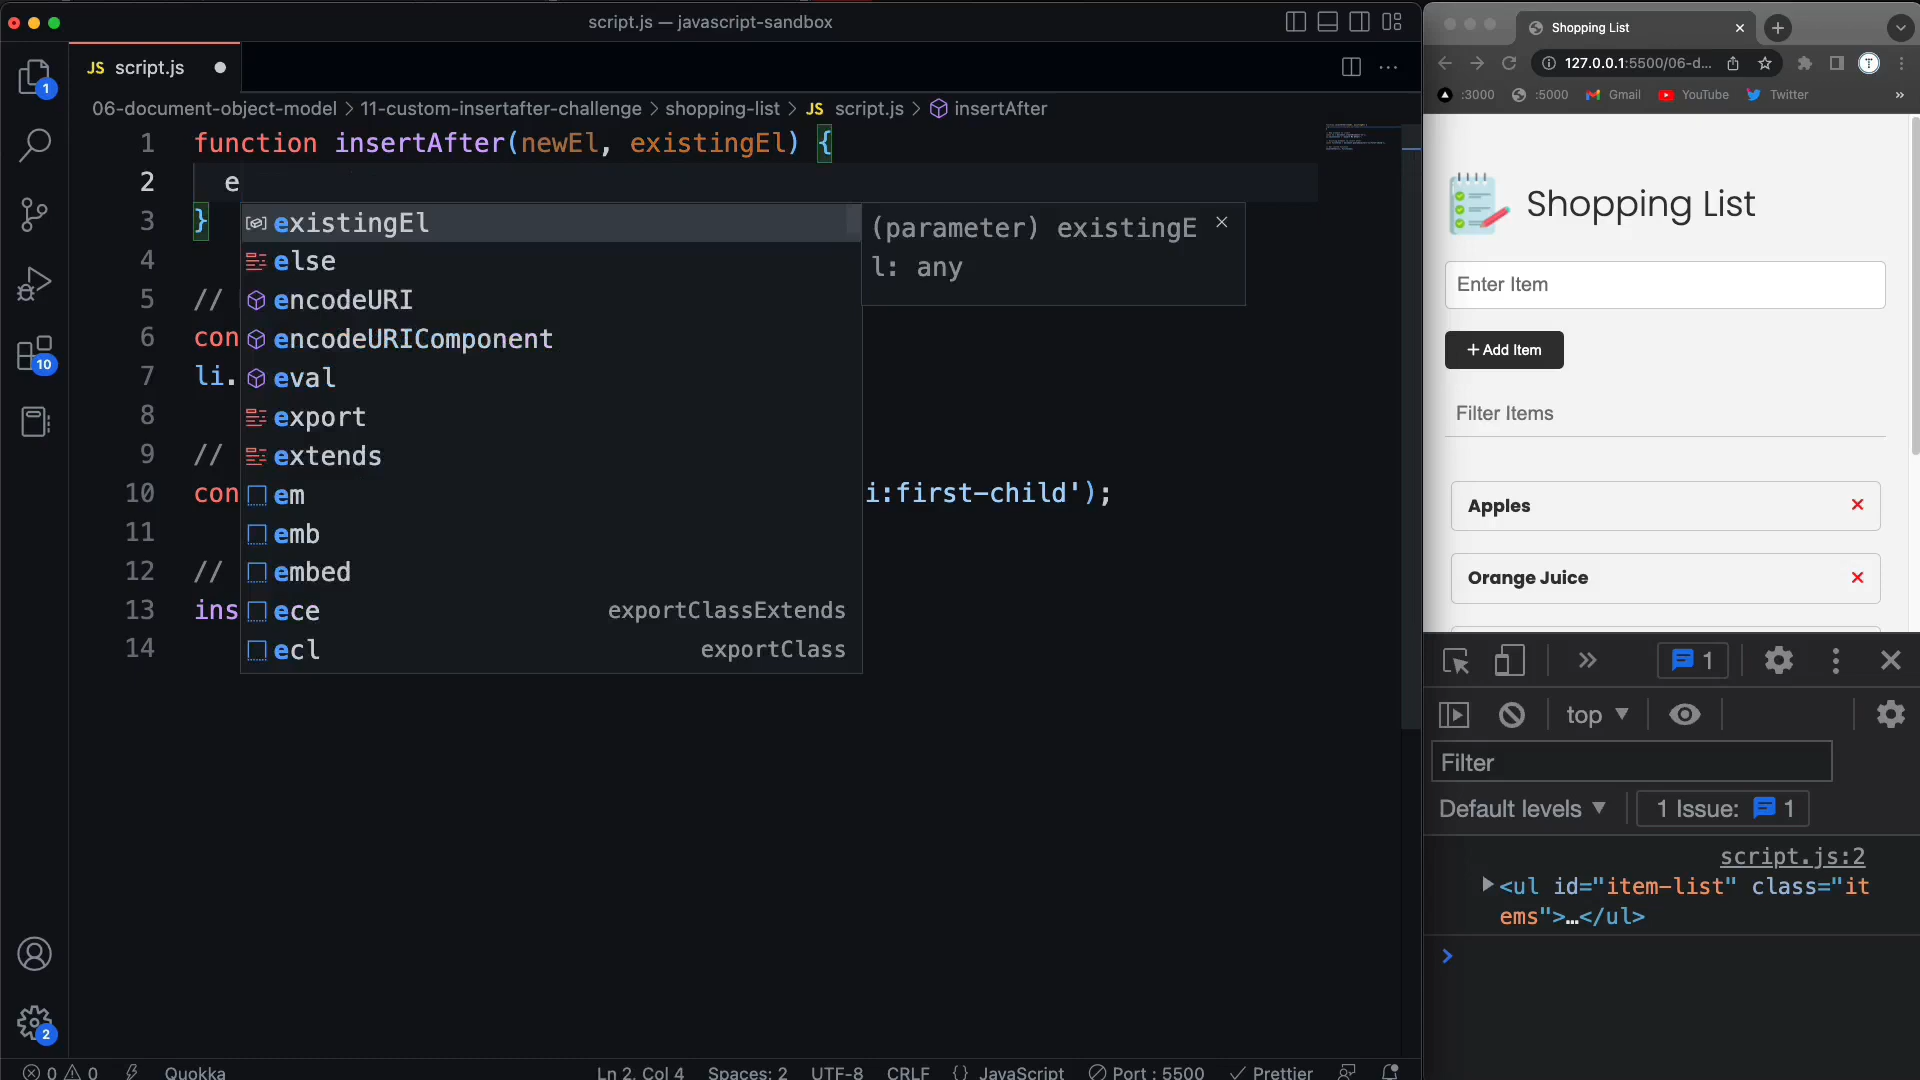 script.js — javascript-sandbox
JS script.js
06-document-object-model > 11-custom-insertafter-challenge > shopping-list > JS script.js > insertAfter
1 function insertAfter(newEl, existingEl) {
2 e
3 }
4
5 //
6 con
7 li.
8
9 //
10 con i:first-child');
11
12 //
13 ins
14
existingEl
else
encodeURI
encodeURIComponent
eval
export
extends
em
emb
embed
ece exportClassExtends
ecl exportClass
(parameter) existingE
l: any
1
10
2
0 0 Quokka Ln 2, Col 4 Spaces: 2 UTF-8 CRLF {} JavaScript Port : 5500 Prettier
Shopping List
127.0.0.1:5500/06-d...
T
:3000 :5000 Gmail YouTube Twitter »
Shopping List
Enter Item
+ Add Item
Filter Items
Apples
Orange Juice
1
top
Filter
Default levels 1 Issue: 1
script.js:2
<ul id="item-list" class="it
ems">…</ul>